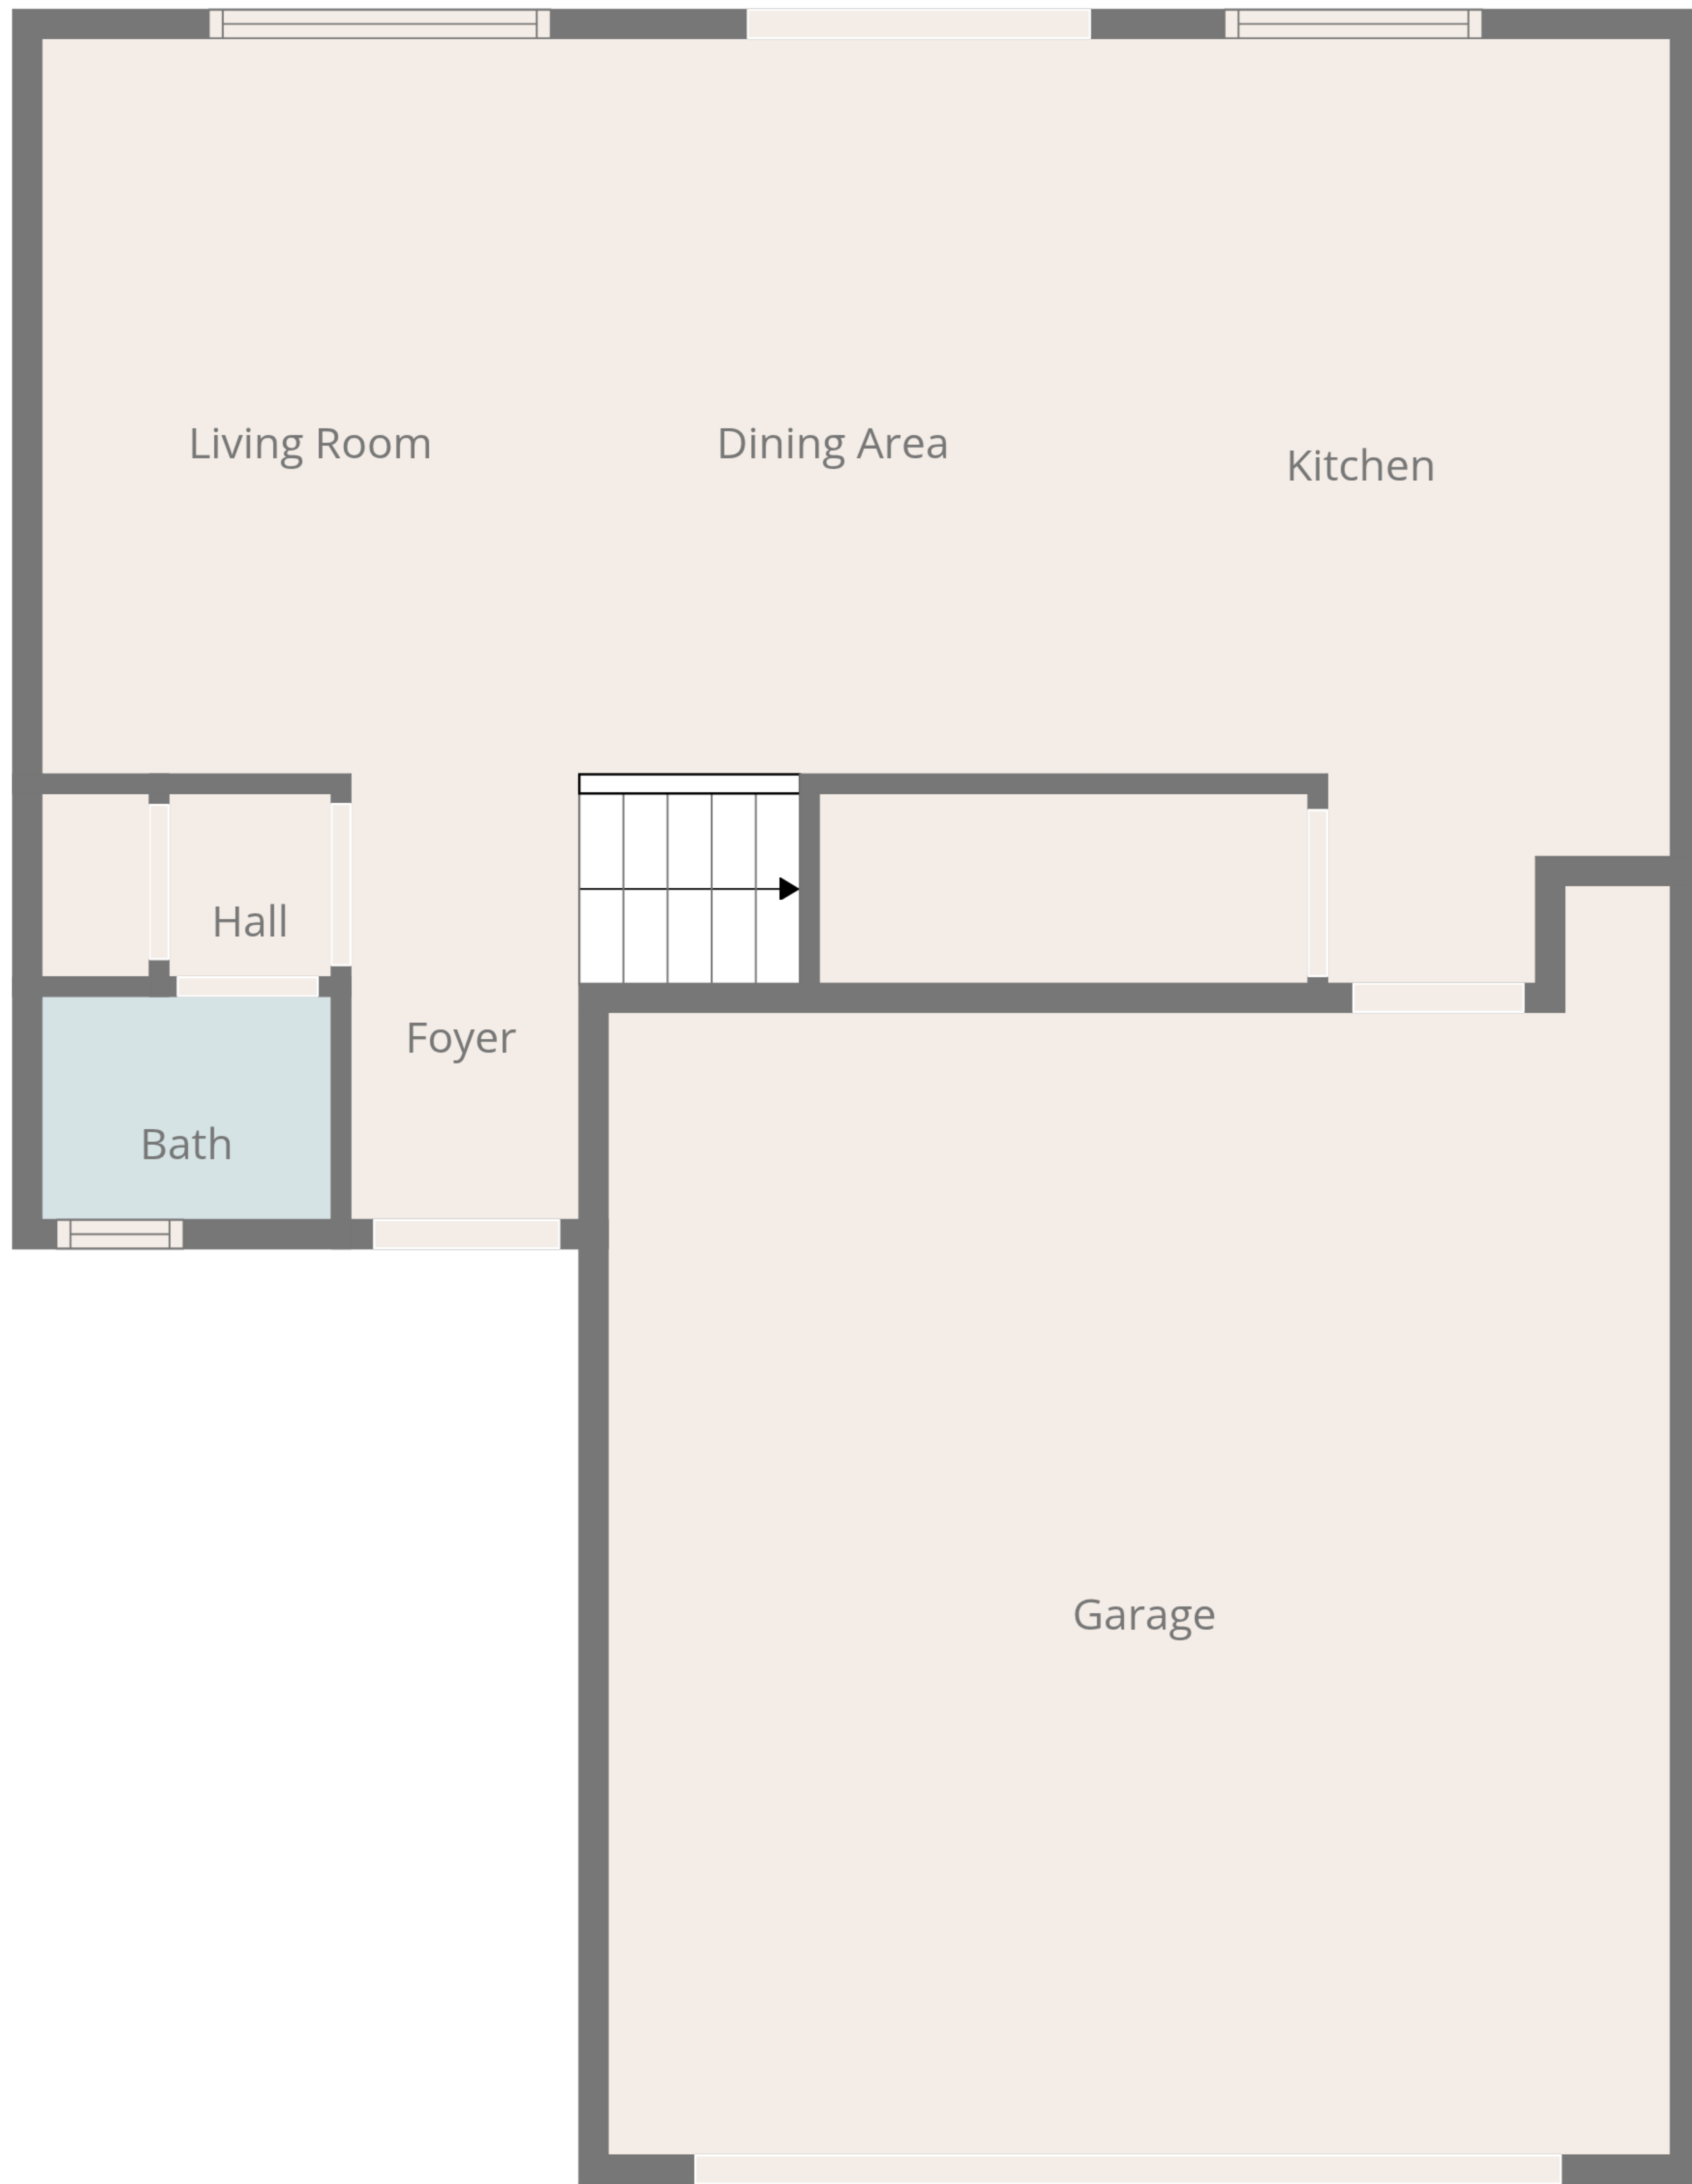 Living Room
Dining Area
Kitchen
Hall
Foyer
Bath
Garage